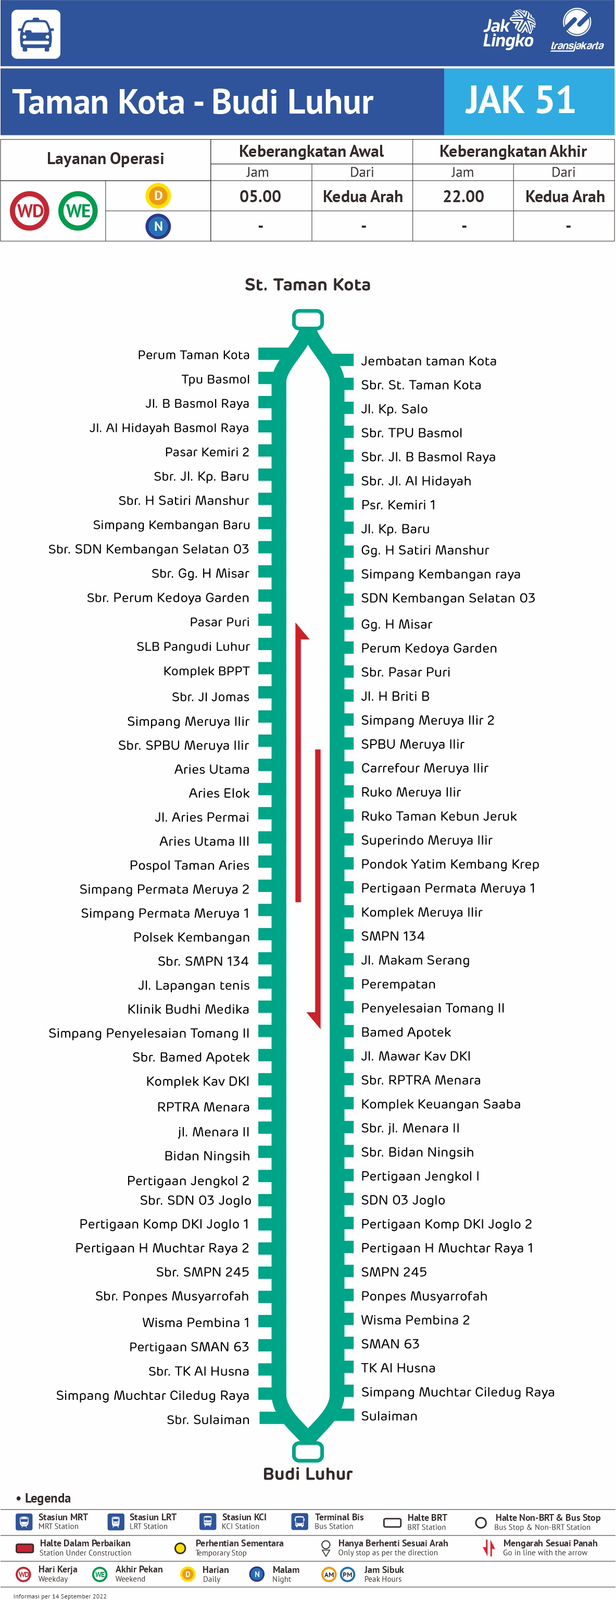 Jak
Lingko
transjakarta
Taman Kota - Budi Luhur
JAK 51
Layanan Operasi
Keberangkatan Awal
Keberangkatan Akhir
Jam
Dari
Jam
Dari
WD
WE
D
05.00
Kedua Arah
22.00
Kedua Arah
N
-
-
-
-
St. Taman Kota
Perum Taman Kota
Tpu Basmol
Jl. B Basmol Raya
Jl. Al Hidayah Basmol Raya
Pasar Kemiri 2
Sbr. Jl. Kp. Baru
Sbr. H Satiri Manshur
Simpang Kembangan Baru
Sbr. SDN Kembangan Selatan 03
Sbr. Gg. H Misar
Sbr. Perum Kedoya Garden
Pasar Puri
SLB Pangudi Luhur
Komplek BPPT
Sbr. Jl Jomas
Simpang Meruya Ilir
Sbr. SPBU Meruya Ilir
Aries Utama
Aries Elok
Jl. Aries Permai
Aries Utama III
Pospol Taman Aries
Simpang Permata Meruya 2
Simpang Permata Meruya 1
Polsek Kembangan
Sbr. SMPN 134
Jl. Lapangan tenis
Klinik Budhi Medika
Simpang Penyelesaian Tomang II
Sbr. Bamed Apotek
Komplek Kav DKI
RPTRA Menara
jl. Menara II
Bidan Ningsih
Pertigaan Jengkol 2
Sbr. SDN 03 Joglo
Pertigaan Komp DKI Joglo 1
Pertigaan H Muchtar Raya 2
Sbr. SMPN 245
Sbr. Ponpes Musyarrofah
Wisma Pembina 1
Pertigaan SMAN 63
Sbr. TK Al Husna
Simpang Muchtar Ciledug Raya
Sbr. Sulaiman
Jembatan taman Kota
Sbr. St. Taman Kota
Jl. Kp. Salo
Sbr. TPU Basmol
Sbr. Jl. B Basmol Raya
Sbr. Jl. Al Hidayah
Psr. Kemiri 1
Jl. Kp. Baru
Gg. H Satiri Manshur
Simpang Kembangan raya
SDN Kembangan Selatan 03
Gg. H Misar
Perum Kedoya Garden
Sbr. Pasar Puri
Jl. H Briti B
Simpang Meruya Ilir 2
SPBU Meruya Ilir
Carrefour Meruya Ilir
Ruko Meruya Ilir
Ruko Taman Kebun Jeruk
Superindo Meruya Ilir
Pondok Yatim Kembang Krep
Pertigaan Permata Meruya 1
Komplek Meruya Ilir
SMPN 134
Jl. Makam Serang
Perempatan
Penyelesaian Tomang II
Bamed Apotek
Jl. Mawar Kav DKI
Sbr. RPTRA Menara
Komplek Keuangan Saaba
Sbr. jl. Menara II
Sbr. Bidan Ningsih
Pertigaan Jengkol I
SDN 03 Joglo
Pertigaan Komp DKI Joglo 2
Pertigaan H Muchtar Raya 1
SMPN 245
Ponpes Musyarrofah
Wisma Pembina 2
SMAN 63
TK Al Husna
Simpang Muchtar Ciledug Raya
Sulaiman
Budi Luhur
• Legenda
Stasiun MRT
MRT Station
Stasiun LRT
LRT Station
Stasiun KCI
KCI Station
Terminal Bis
Bus Station
Halte BRT
BRT Station
Halte Non-BRT & Bus Stop
Bus Stop & Non-BRT Station
Halte Dalam Perbaikan
Station Under Construction
Perhentian Sementara
Temporary Stop
Hanya Berhenti Sesuai Arah
Only stop as per the direction
Mengarah Sesuai Panah
Go in line with the arrow
WD
Hari Kerja
Weekday
WE
Akhir Pekan
Weekend
D
Harian
Daily
N
Malam
Night
AM
PM
Jam Sibuk
Peak Hours
Informasi per 14 September 2022